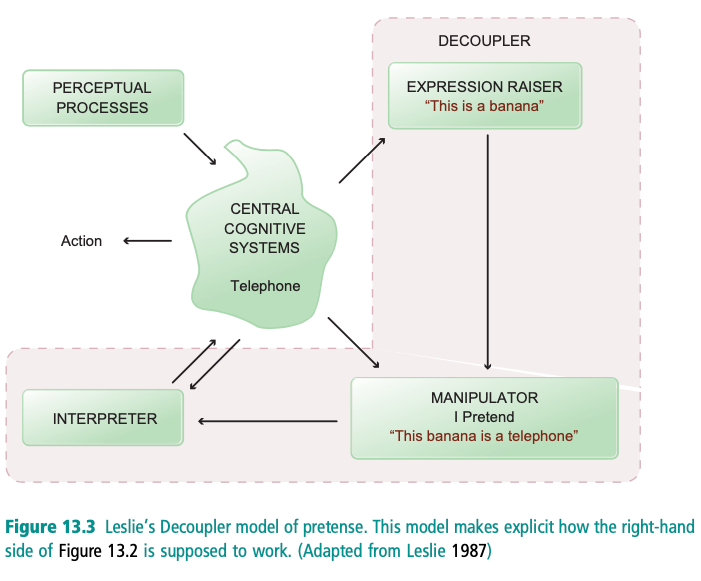 DECOUPLER
PERCEPTUAL
PROCESSES
EXPRESSION RAISER
“This is a banana”
CENTRAL
COGNITIVE
SYSTEMS
Telephone
Action
INTERPRETER
MANIPULATOR
I Pretend
“This banana is a telephone”
Figure 13.3 Leslie’s Decoupler model of pretense. This model makes explicit how the right-hand
side of Figure 13.2 is supposed to work. (Adapted from Leslie 1987)